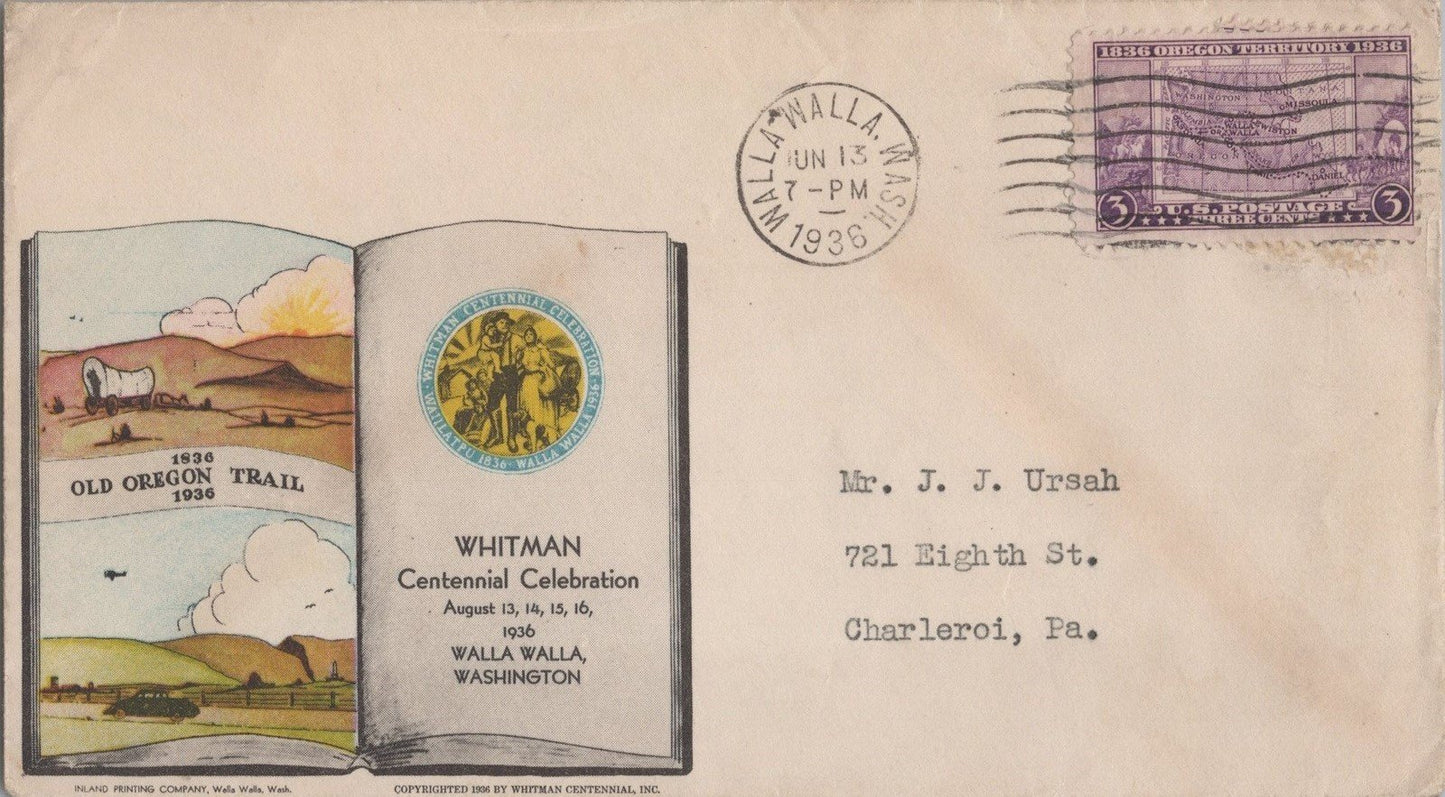 1836 OREGON TERRITORY 1936
WASHINGTON MONTANA
MISSOULA
WALLA WALLA LEWISTON
OREGON
DANIEL
3 U.S. POSTAGE 3
THREE CENTS
WALLA WALLA, WASH.
JUN 13
7-PM
1936
WHITMAN CENTENNIAL CELEBRATION
WAIILATPU 1836 · WALLA WALLA 1936
1836
OLD OREGON TRAIL
1936
WHITMAN
Centennial Celebration
August 13, 14, 15, 16,
1936
WALLA WALLA,
WASHINGTON
Mr. J. J. Ursah
721 Eighth St.
Charleroi, Pa.
INLAND PRINTING COMPANY, Walla Walla, Wash.
COPYRIGHTED 1936 BY WHITMAN CENTENNIAL, INC.